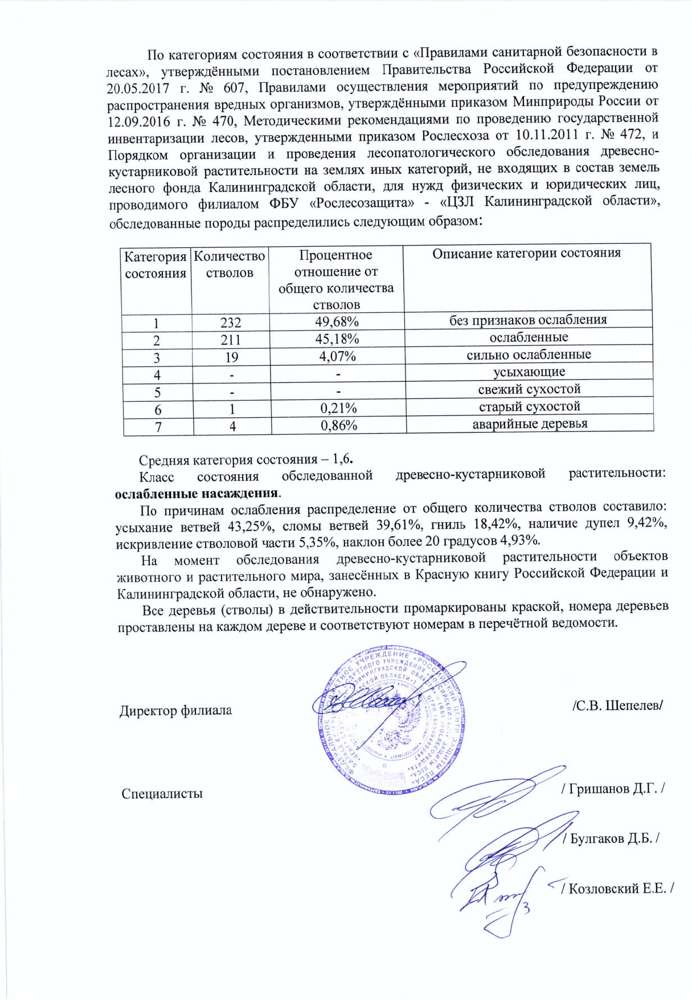 По категориям состояния в соответствии с «Правилами санитарной безопасности в
лесах», утверждёнными постановлением Правительства Российской Федерации от
20.05.2017 г. № 607, Правилами осуществления мероприятий по предупреждению
распространения вредных организмов, утверждёнными приказом Минприроды России от
12.09.2016 г. № 470, Методическими рекомендациями по проведению государственной
инвентаризации лесов, утвержденными приказом Рослесхоза от 10.11.2011 г. № 472, и
Порядком организации и проведения лесопатологического обследования древесно-
кустарниковой растительности на землях иных категорий, не входящих в состав земель
лесного фонда Калининградской области, для нужд физических и юридических лиц,
проводимого филиалом ФБУ «Рослесозащита» - «ЦЗЛ Калининградской области»,
обследованные породы распределились следующим образом:
Категория состояния Количество стволов Процентное отношение от общего количества стволов Описание категории состояния
1 232 49,68% без признаков ослабления
2 211 45,18% ослабленные
3 19 4,07% сильно ослабленные
4 - - усыхающие
5 - - свежий сухостой
6 1 0,21% старый сухостой
7 4 0,86% аварийные деревья
Средняя категория состояния – 1,6.
Класс состояния обследованной древесно-кустарниковой растительности:
ослабленные насаждения.
По причинам ослабления распределение от общего количества стволов составило:
усыхание ветвей 43,25%, сломы ветвей 39,61%, гниль 18,42%, наличие дупел 9,42%,
искривление стволовой части 5,35%, наклон более 20 градусов 4,93%.
На момент обследования древесно-кустарниковой растительности объектов
животного и растительного мира, занесённых в Красную книгу Российской Федерации и
Калининградской области, не обнаружено.
Все деревья (стволы) в действительности промаркированы краской, номера деревьев
проставлены на каждом дереве и соответствуют номерам в перечётной ведомости.
ФЕДЕРАЛЬНОЕ БЮДЖЕТНОЕ УЧРЕЖДЕНИЕ «РОССИЙСКИЙ ЦЕНТР ЗАЩИТЫ ЛЕСА»
Директор филиала /С.В. Шепелев/
Специалисты / Гришанов Д.Г. /
/ Булгаков Д.Б. /
/ Козловский Е.Е. /